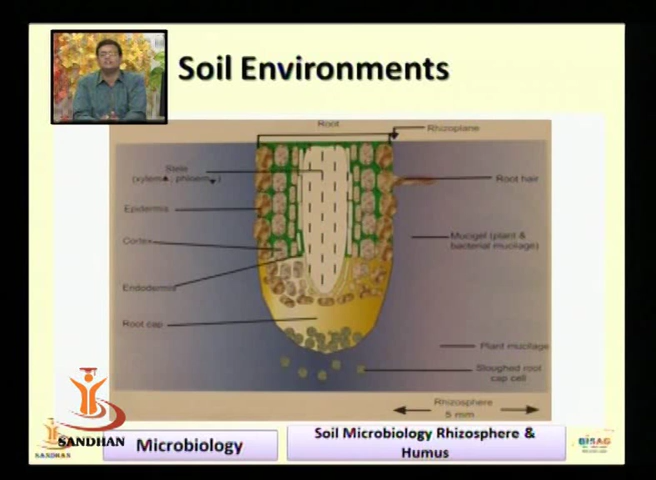 Soil Environments
Root
Rhizoplane
Stele
(xylem▲; phloem▼)
Root hair
Epidermis
Mucigel (plant &
bacterial mucilage)
Cortex
Endodermis
Root cap
Plant mucilage
Sloughed root
cap cell
Rhizosphere
5 mm
SANDHAN
SANDHAN
Microbiology
Soil Microbiology Rhizosphere &
Humus
BISAG